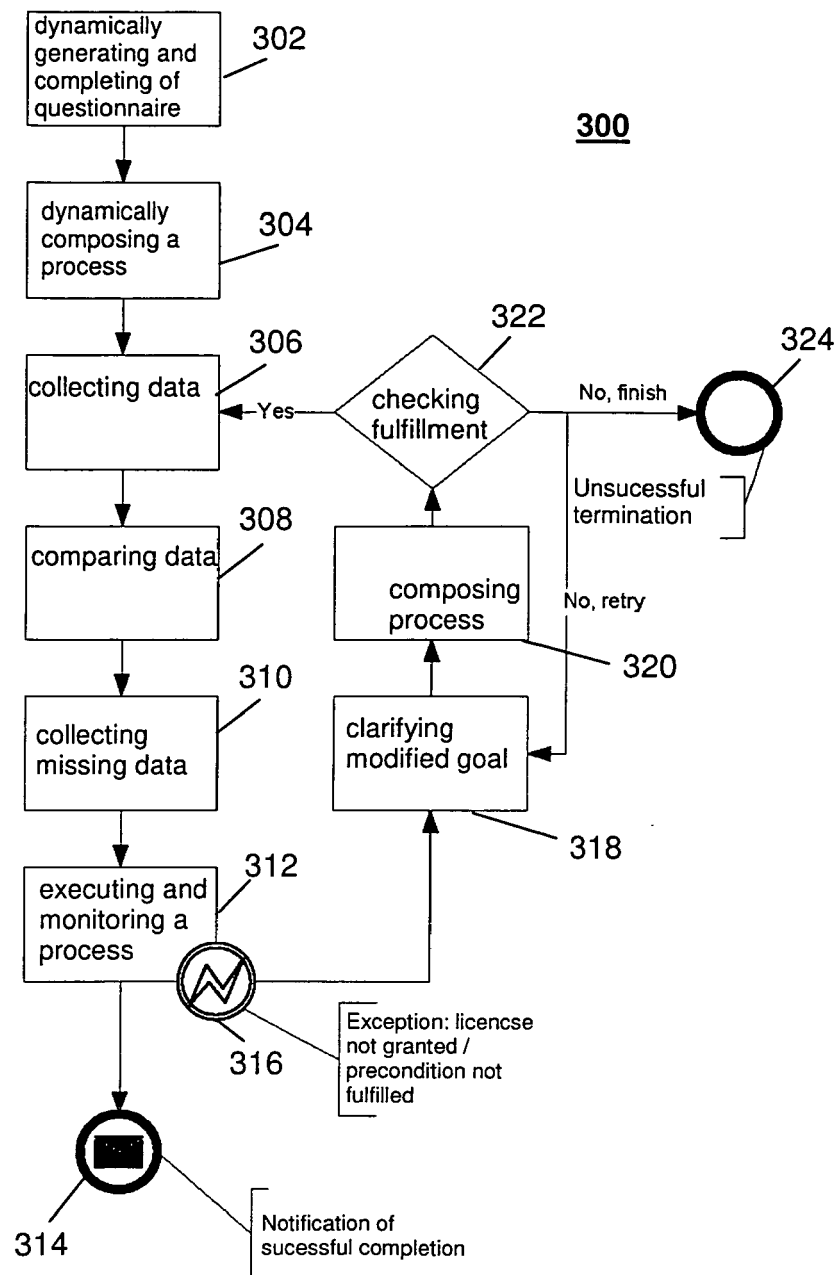 dynamically
generating and
completing of
questionnaire
302
300
dynamically
composing a
process
304
collecting data
306
Yes
checking
fulfillment
322
No, finish
324
Unsucessful
termination
comparing data
308
composing
process
320
No, retry
collecting
missing data
310
clarifying
modified goal
318
executing and
monitoring a
process
312
316
Exception: licencse
not granted /
precondition not
fulfilled
314
Notification of
sucessful completion